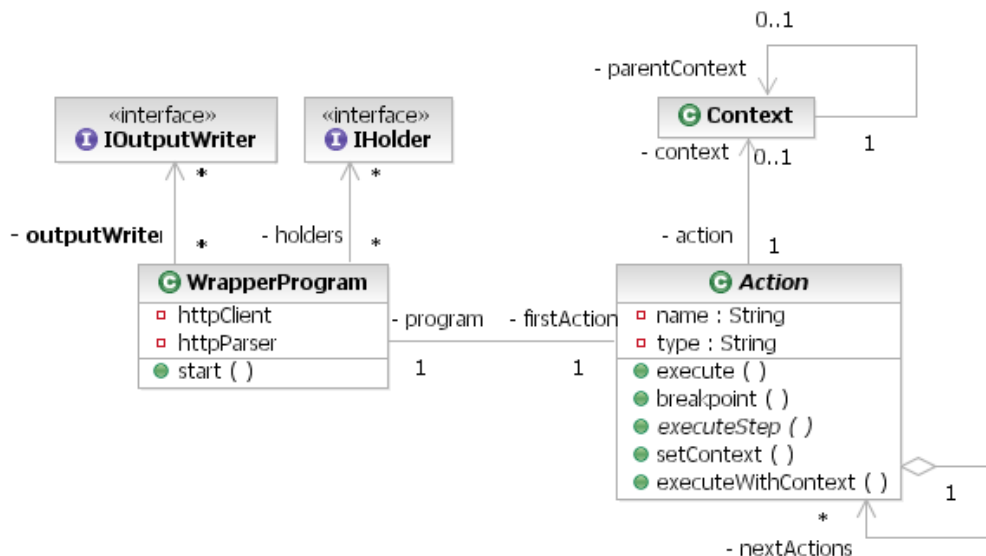 0..1
- parentContext
«interface»
I IOutputWriter
«interface»
I IHolder
C Context
1
- context
0..1
*
*
- outputWriter
*
- holders
*
- action
1
C WrapperProgram
httpClient
httpParser
start ( )
- program
- firstAction
1
1
C Action
name : String
type : String
execute ( )
breakpoint ( )
executeStep ( )
setContext ( )
executeWithContext ( )
1
*
- nextActions